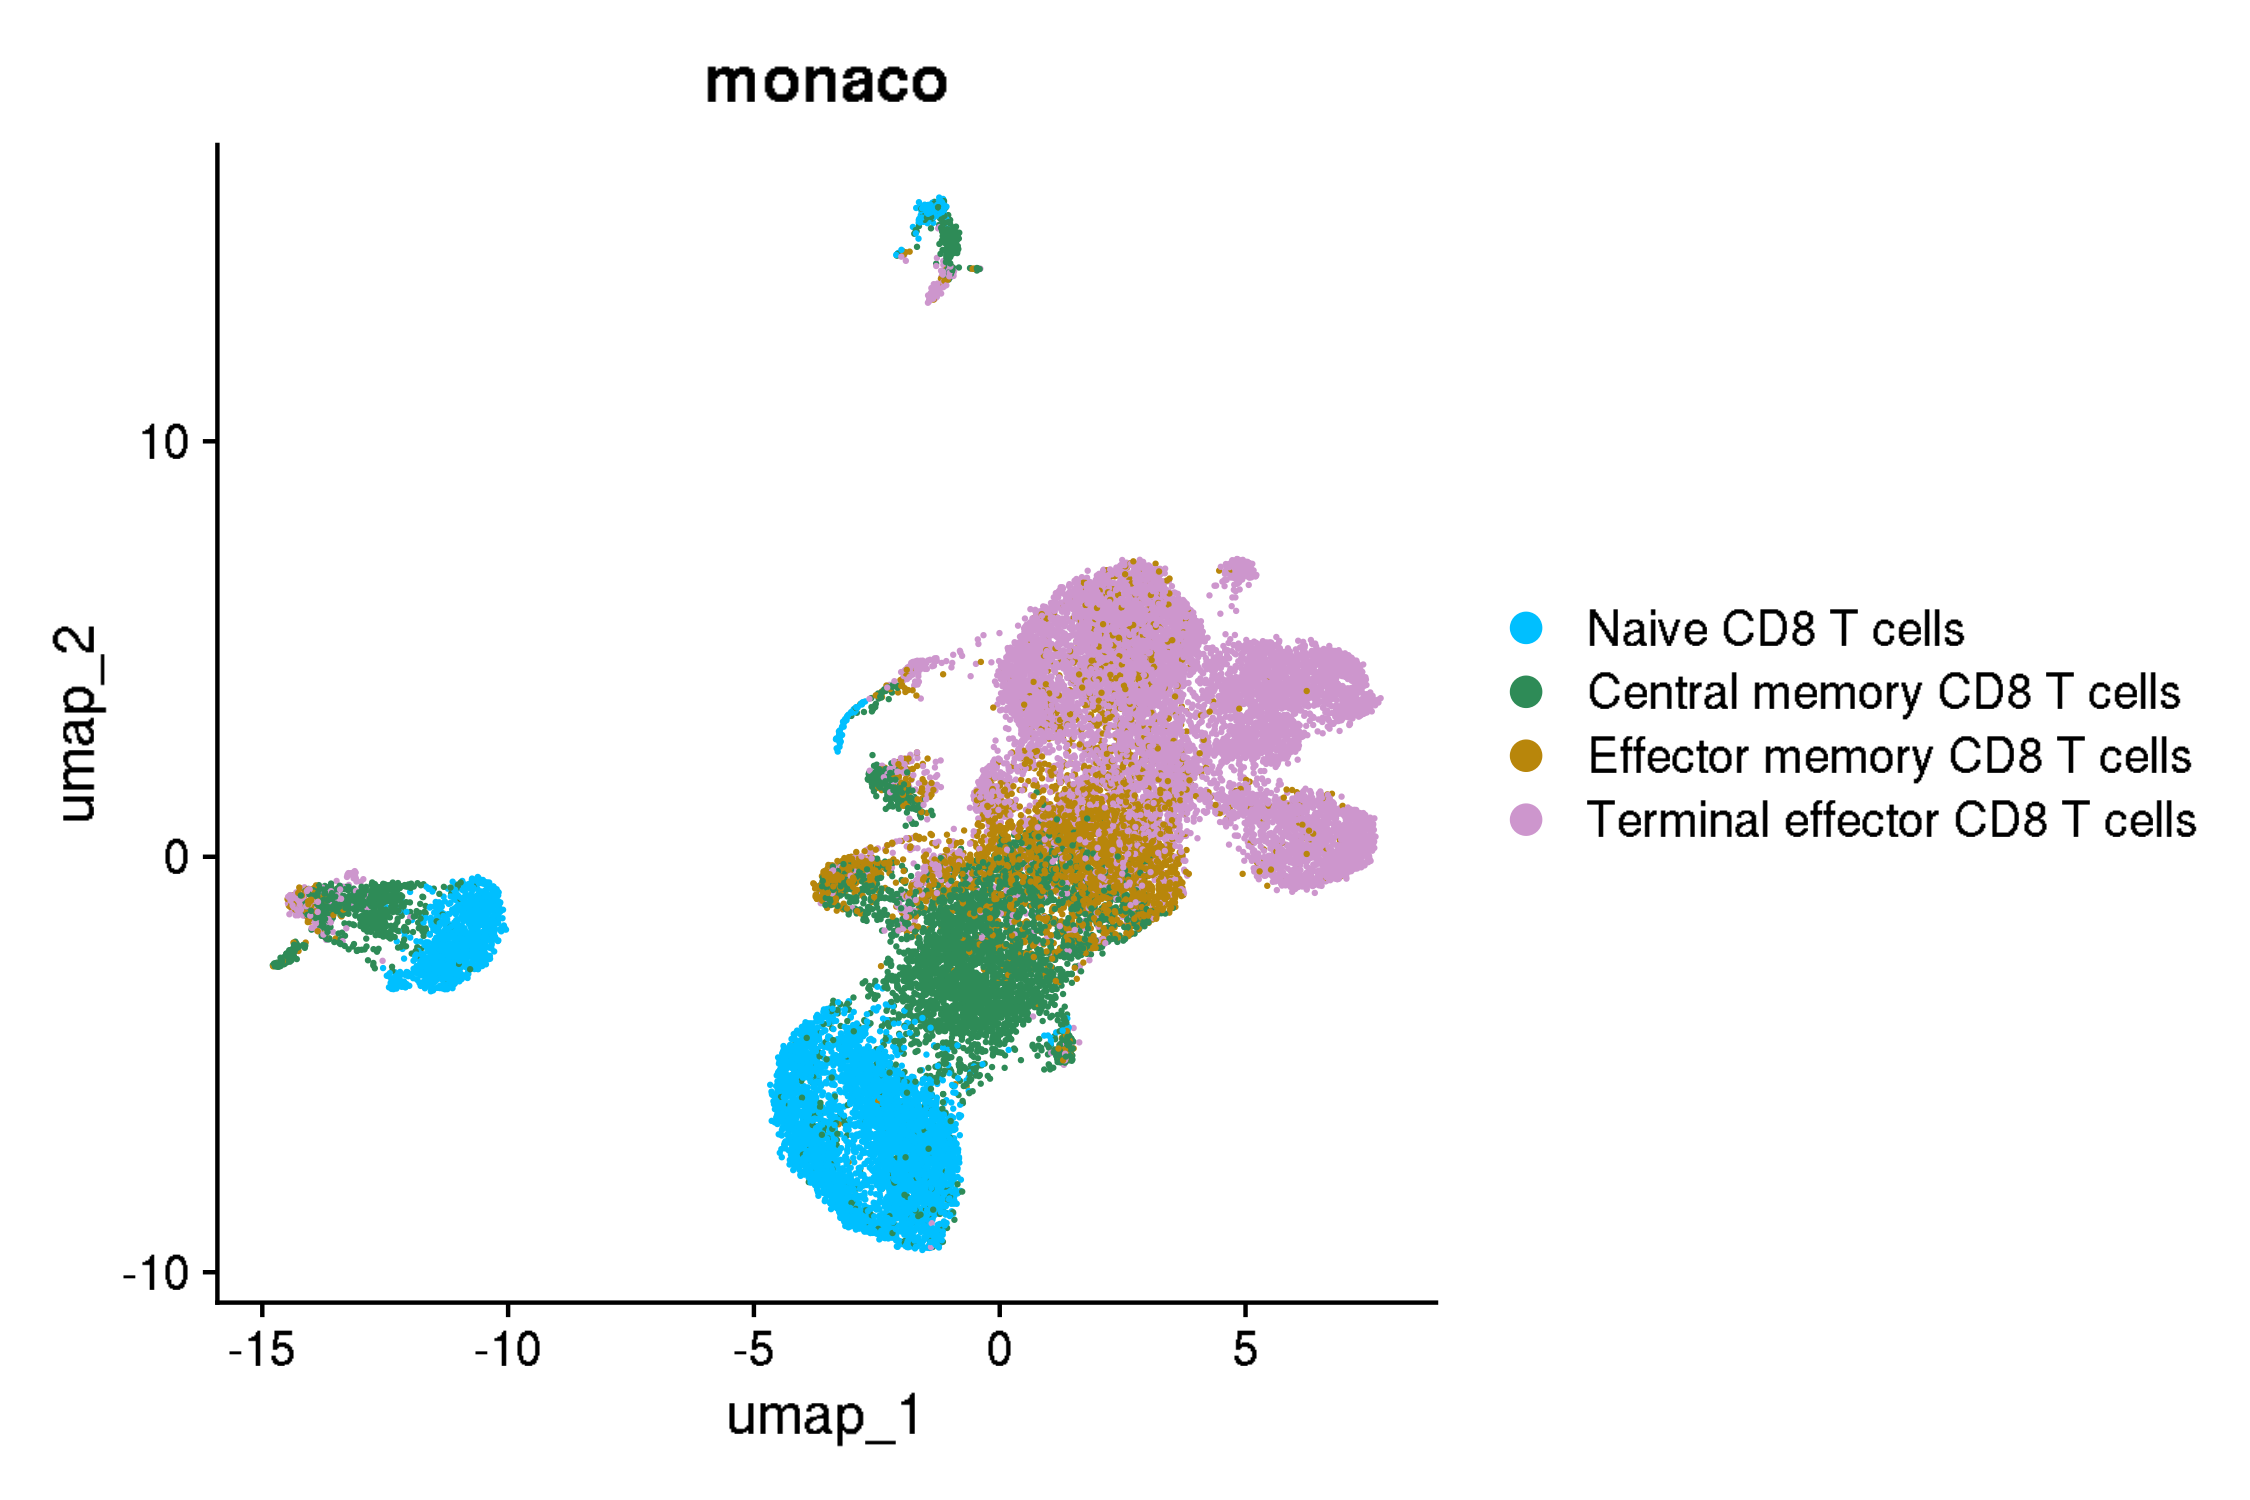 monaco
umap_2
10
0
-10
-15
-10
-5
0
5
umap_1
Naive CD8 T cells
Central memory CD8 T cells
Effector memory CD8 T cells
Terminal effector CD8 T cells